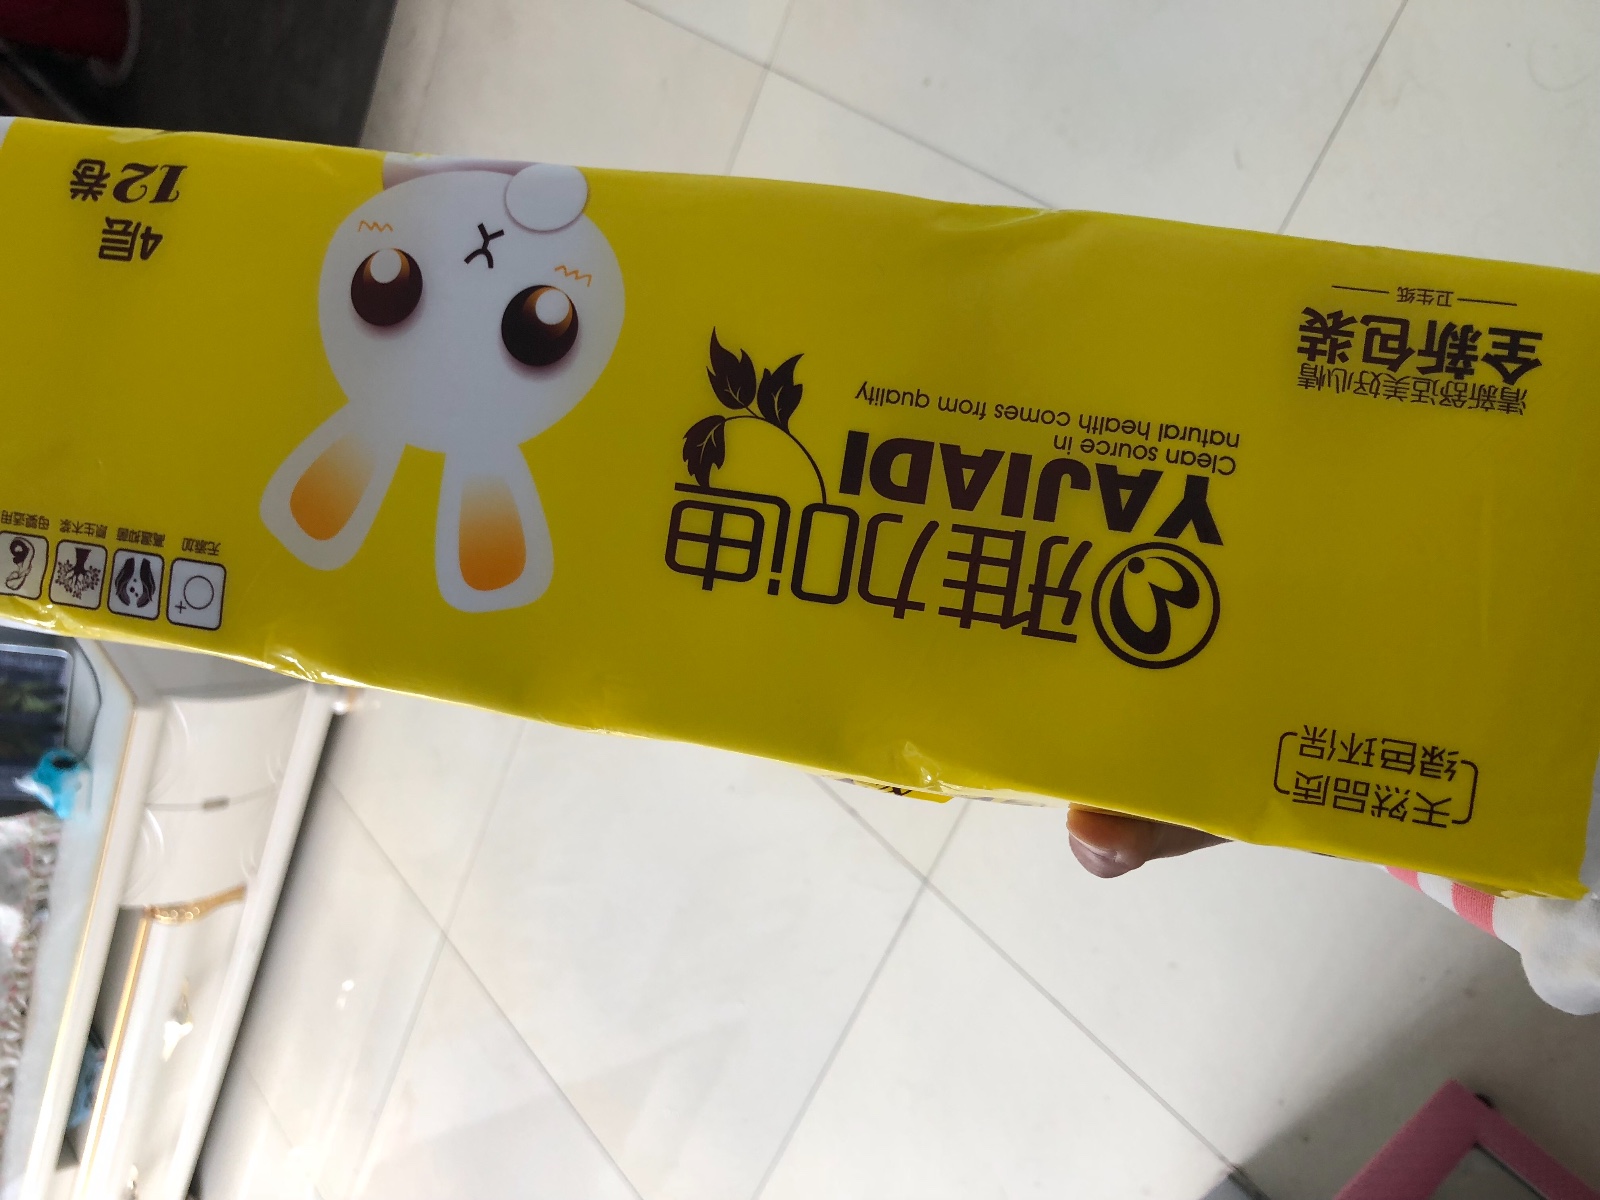 天然品质
绿色环保
雅加迪
YAJIADI
Clean source in
natural health comes from quality
清新舒适美好心情
全新包装
卫生纸
无添加
高温抑菌
原生木浆
母婴适用
4层
12卷